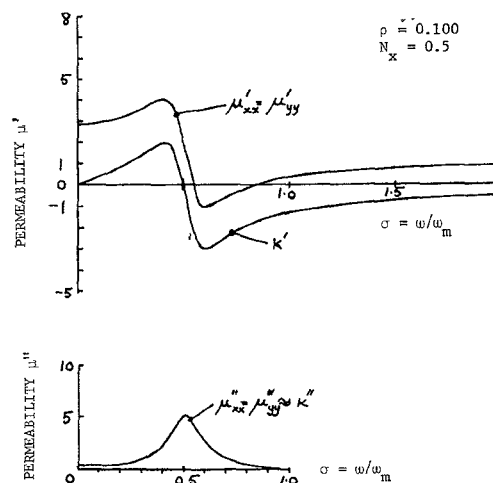 8
ρ = 0.100
N_x = 0.5
5
μ'_xx = μ'_yy
PERMEABILITY μ'
1
0
1.0
1.5
-1
σ = ω/ω_m
κ'
-5
10
μ''_xx = μ''_yy ≈ κ''
PERMEABILITY μ"
5
0
0.5
1.0
σ = ω/ω_m